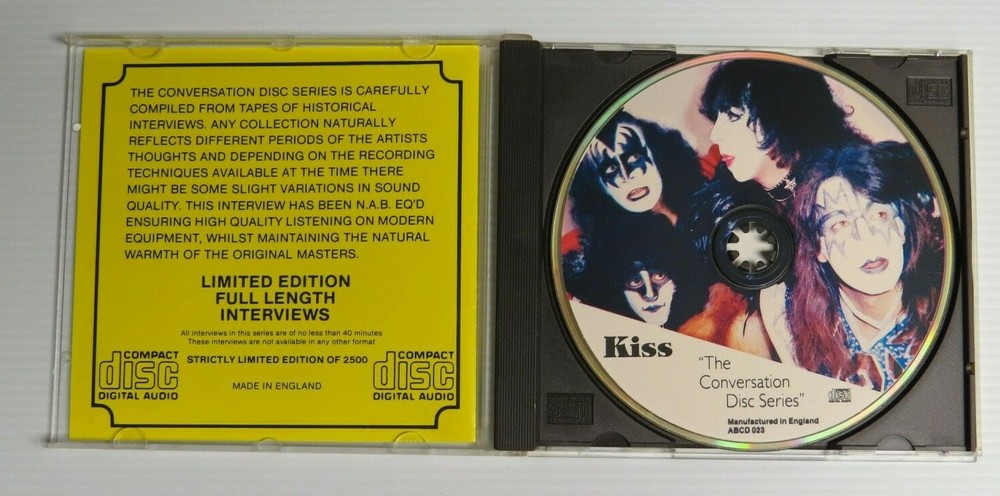 THE CONVERSATION DISC SERIES IS CAREFULLY
COMPILED FROM TAPES OF HISTORICAL
INTERVIEWS. ANY COLLECTION NATURALLY
REFLECTS DIFFERENT PERIODS OF THE ARTISTS
THOUGHTS AND DEPENDING ON THE RECORDING
TECHNIQUES AVAILABLE AT THE TIME THERE
MIGHT BE SOME SLIGHT VARIATIONS IN SOUND
QUALITY. THIS INTERVIEW HAS BEEN N.A.B. EQ'D
ENSURING HIGH QUALITY LISTENING ON MODERN
EQUIPMENT, WHILST MAINTAINING THE NATURAL
WARMTH OF THE ORIGINAL MASTERS.
LIMITED EDITION
FULL LENGTH
INTERVIEWS
All interviews in this series are of no less than 40 minutes
These interviews are not available in any other format
STRICTLY LIMITED EDITION OF 2500
MADE IN ENGLAND
COMPACT
disc
DIGITAL AUDIO
COMPACT
disc
DIGITAL AUDIO
Kiss
"The
Conversation
Disc Series"
disc
Manufactured in England
ABCD 023